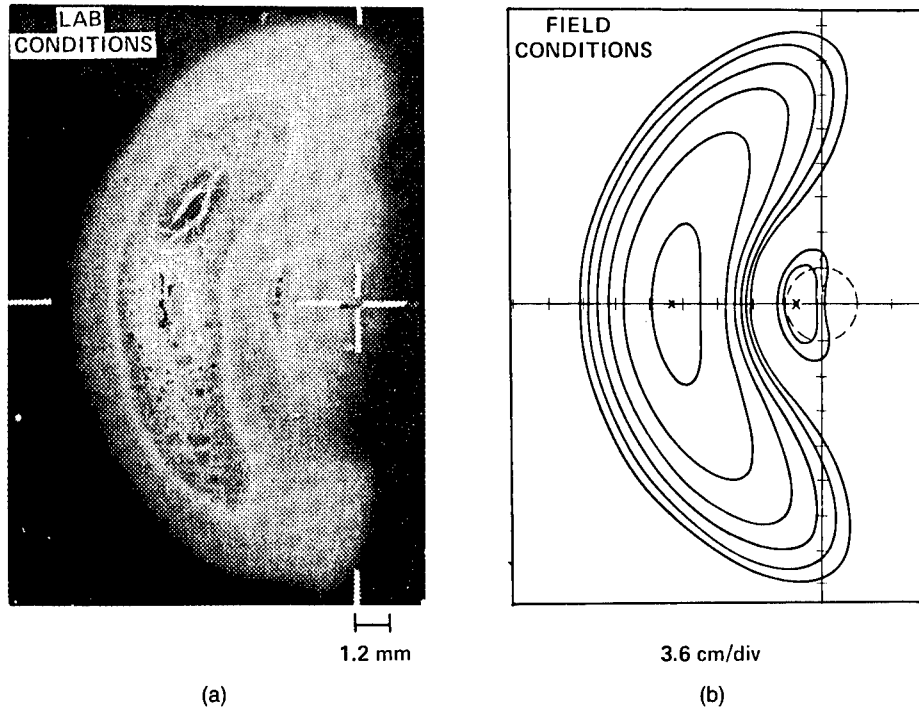 LAB
CONDITIONS
FIELD
CONDITIONS
1.2 mm
3.6 cm/div
(a)
(b)